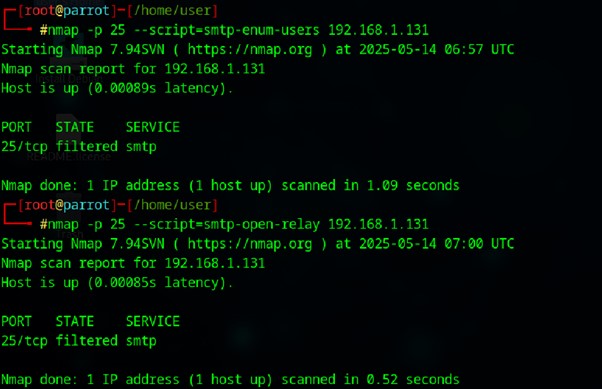 [root@parrot]-[/home/user]
#nmap -p 25 --script=smtp-enum-users 192.168.1.131
Starting Nmap 7.94SVN ( https://nmap.org ) at 2025-05-14 06:57 UTC
Nmap scan report for 192.168.1.131
Host is up (0.00089s latency).
PORT   STATE    SERVICE
25/tcp filtered smtp
README license
Nmap done: 1 IP address (1 host up) scanned in 1.09 seconds
[root@parrot]-[/home/user]
#nmap -p 25 --script=smtp-open-relay 192.168.1.131
Starting Nmap 7.94SVN ( https://nmap.org ) at 2025-05-14 07:00 UTC
Nmap scan report for 192.168.1.131
Host is up (0.00085s latency).
PORT   STATE    SERVICE
25/tcp filtered smtp
Nmap done: 1 IP address (1 host up) scanned in 0.52 seconds